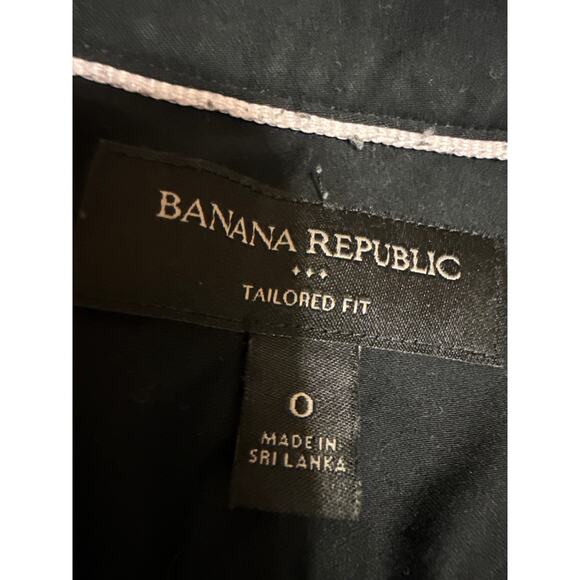 BANANA REPUBLIC
TAILORED FIT
0
MADE IN
SRI LANKA